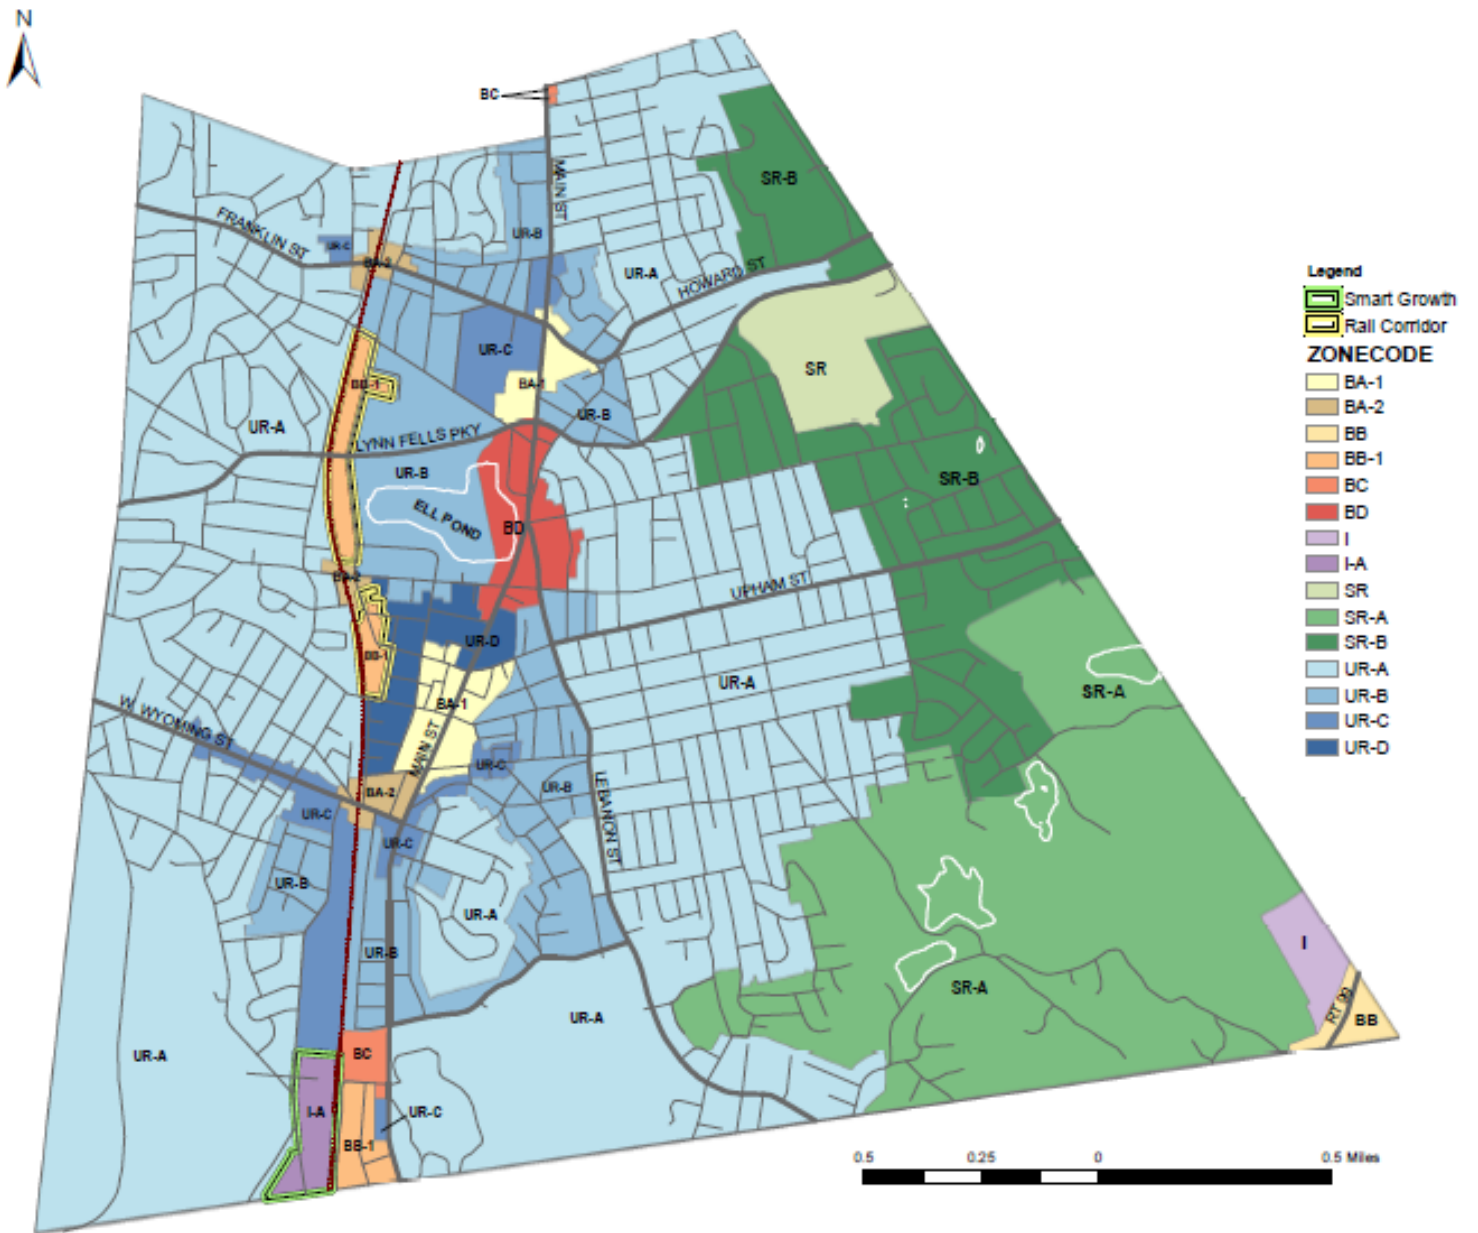 N
BC
MAIN ST
SR-B
FRANKLIN ST
UR-C
BA-2
UR-B
UR-A
HOWARD ST
Legend
Smart Growth
Rail Corridor
ZONECODE
BA-1
BA-2
BB
BB-1
BC
BD
I
I-A
SR
SR-A
SR-B
UR-A
UR-B
UR-C
UR-D
UR-C
SR
BB-1
BA-1
UR-B
UR-A
LYNN FELLS PKY
UR-B
SR-B
ELL POND
BD
BA-2
UPHAM ST
UR-D
BB-1
UR-A
SR-A
BA-1
W. WYOMING ST
MAIN ST
UR-C
BA-2
UR-B
LEBANON ST
UR-C
UR-C
UR-B
UR-A
I
UR-B
SR-A
RT 99
BB
UR-A
UR-A
BC
I-A
UR-C
BB-1
0.5 0.25 0 0.5 Miles